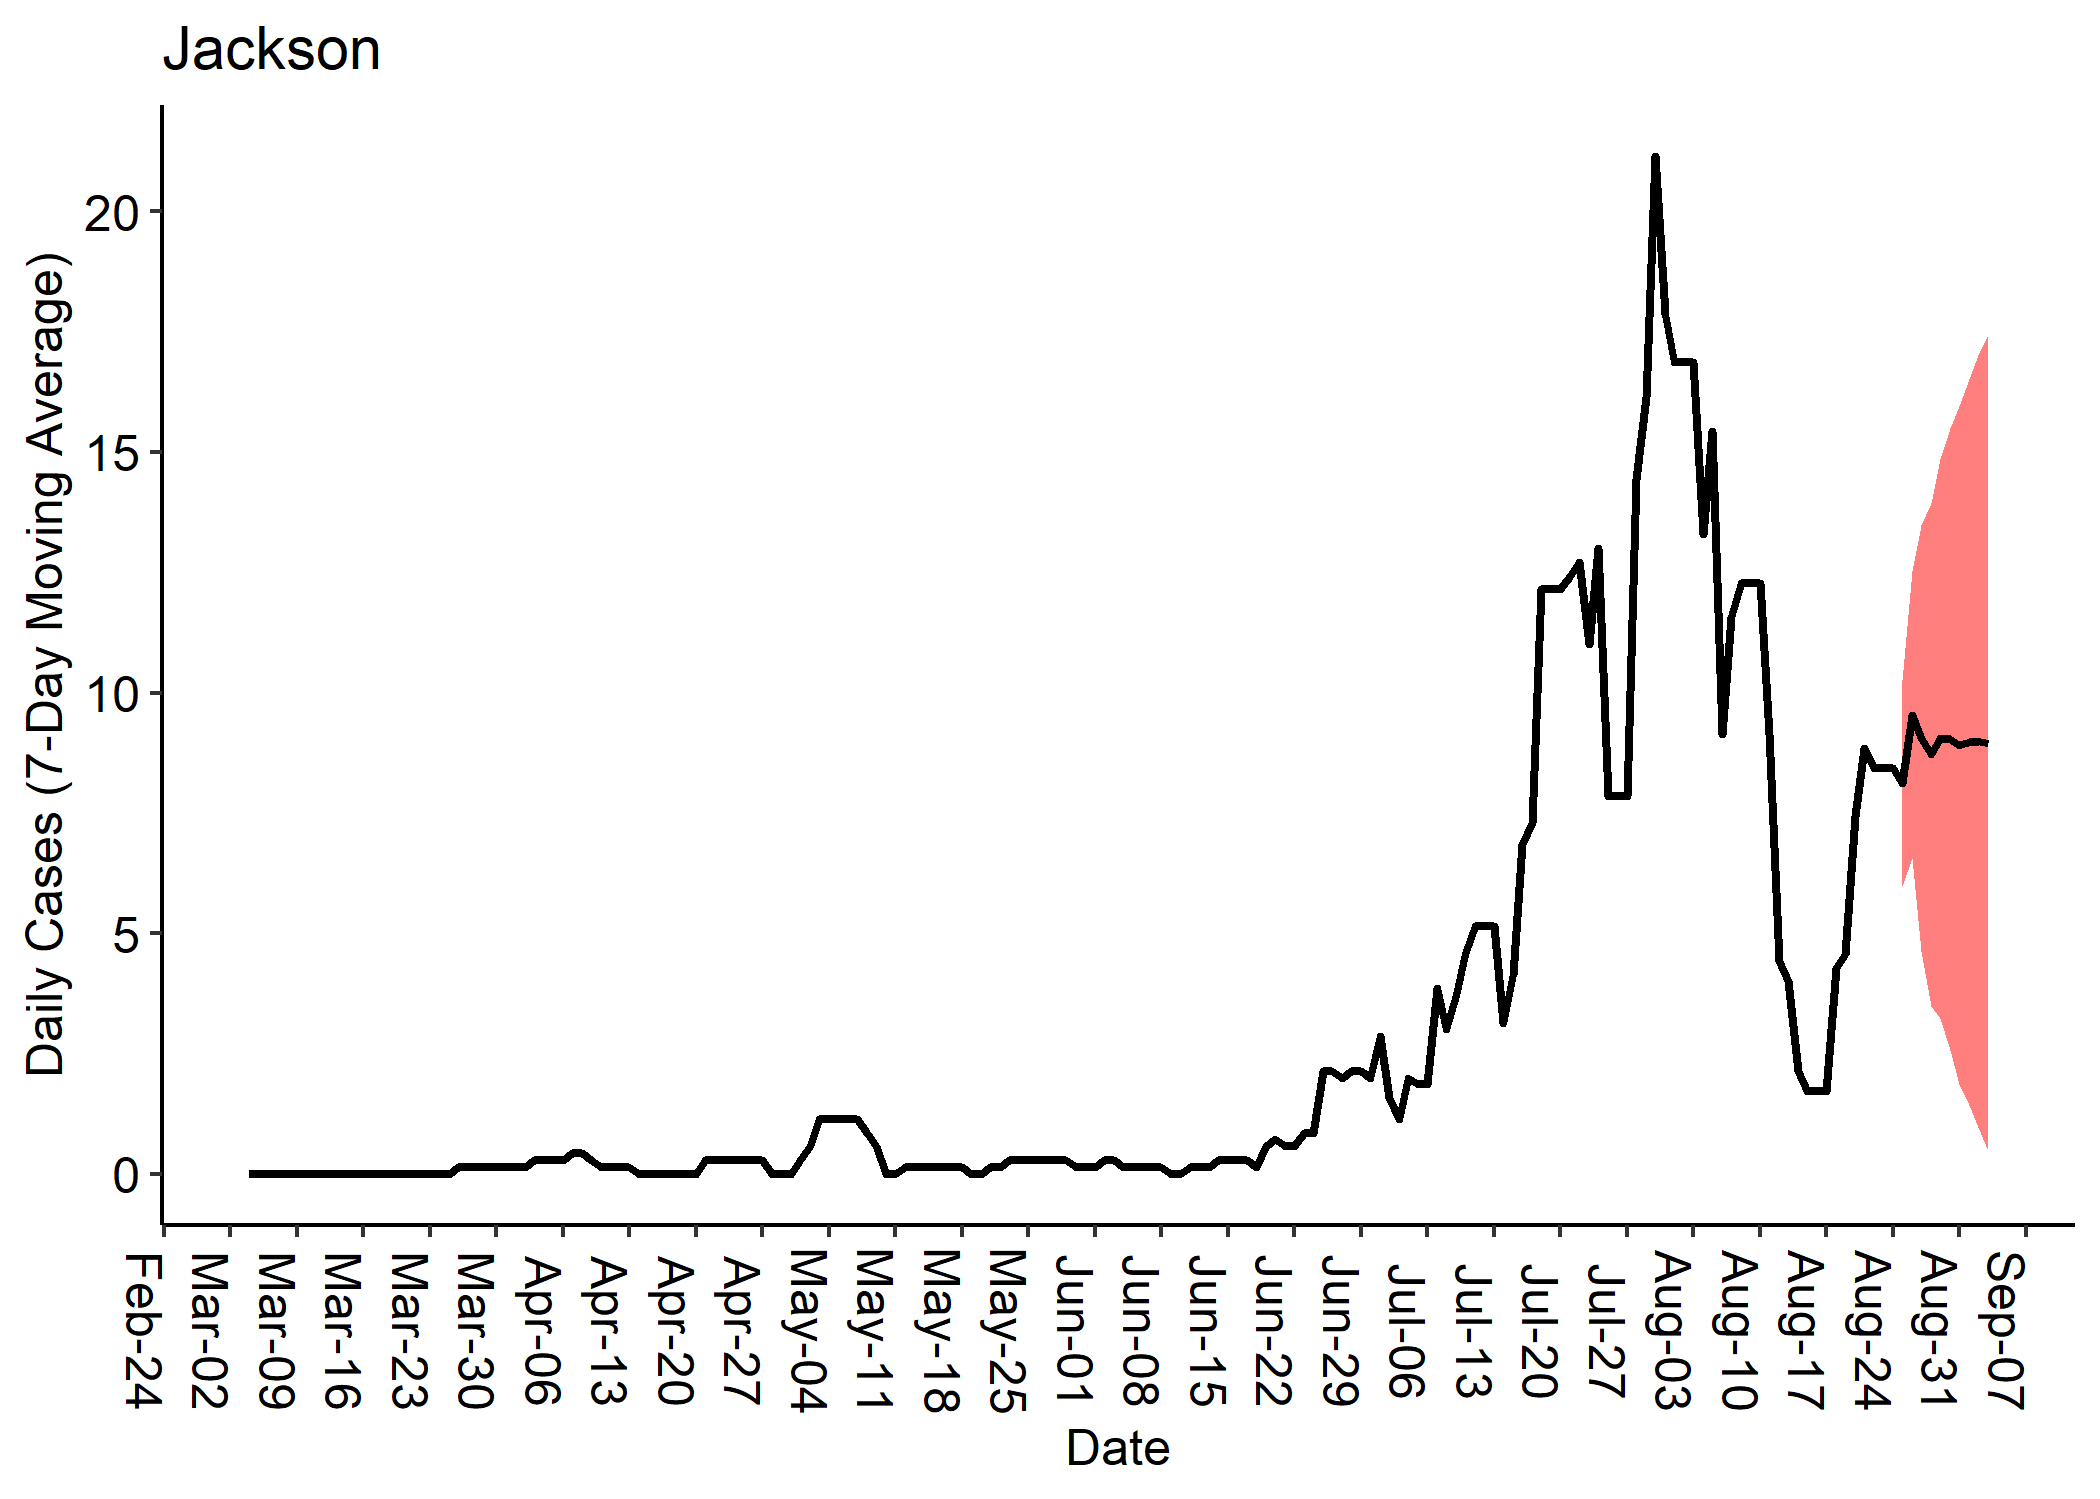 Jackson
Daily Cases (7-Day Moving Average)
20
15
10
5
0
Feb-24
Mar-02
Mar-09
Mar-16
Mar-23
Mar-30
Apr-06
Apr-13
Apr-20
Apr-27
May-04
May-11
May-18
May-25
Jun-01
Jun-08
Jun-15
Jun-22
Jun-29
Jul-06
Jul-13
Jul-20
Jul-27
Aug-03
Aug-10
Aug-17
Aug-24
Aug-31
Sep-07
Date